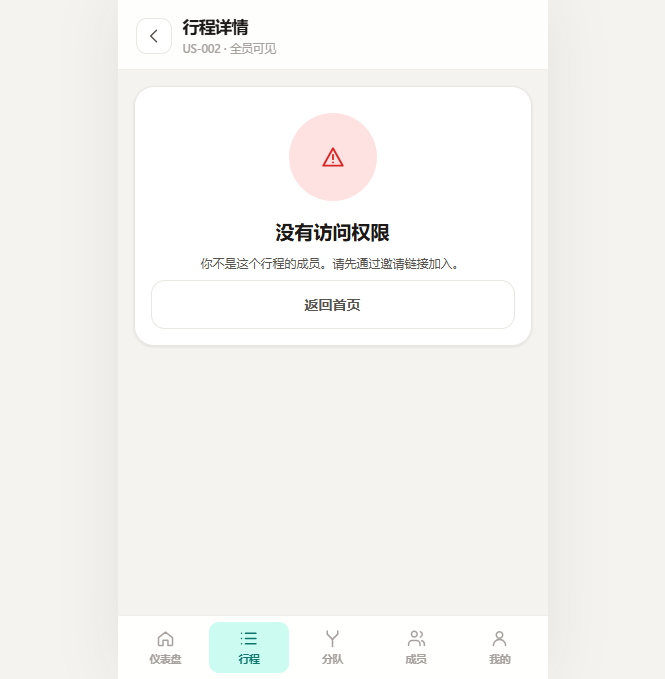 行程详情
US-002 · 全员可见
没有访问权限
你不是这个行程的成员。请先通过邀请链接加入。
返回首页
仪表盘
行程
分队
成员
我的